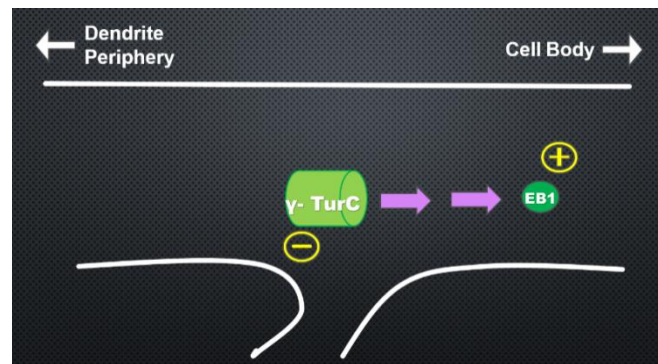 Dendrite
Periphery
Cell Body
+
γ- TurC
EB1
−